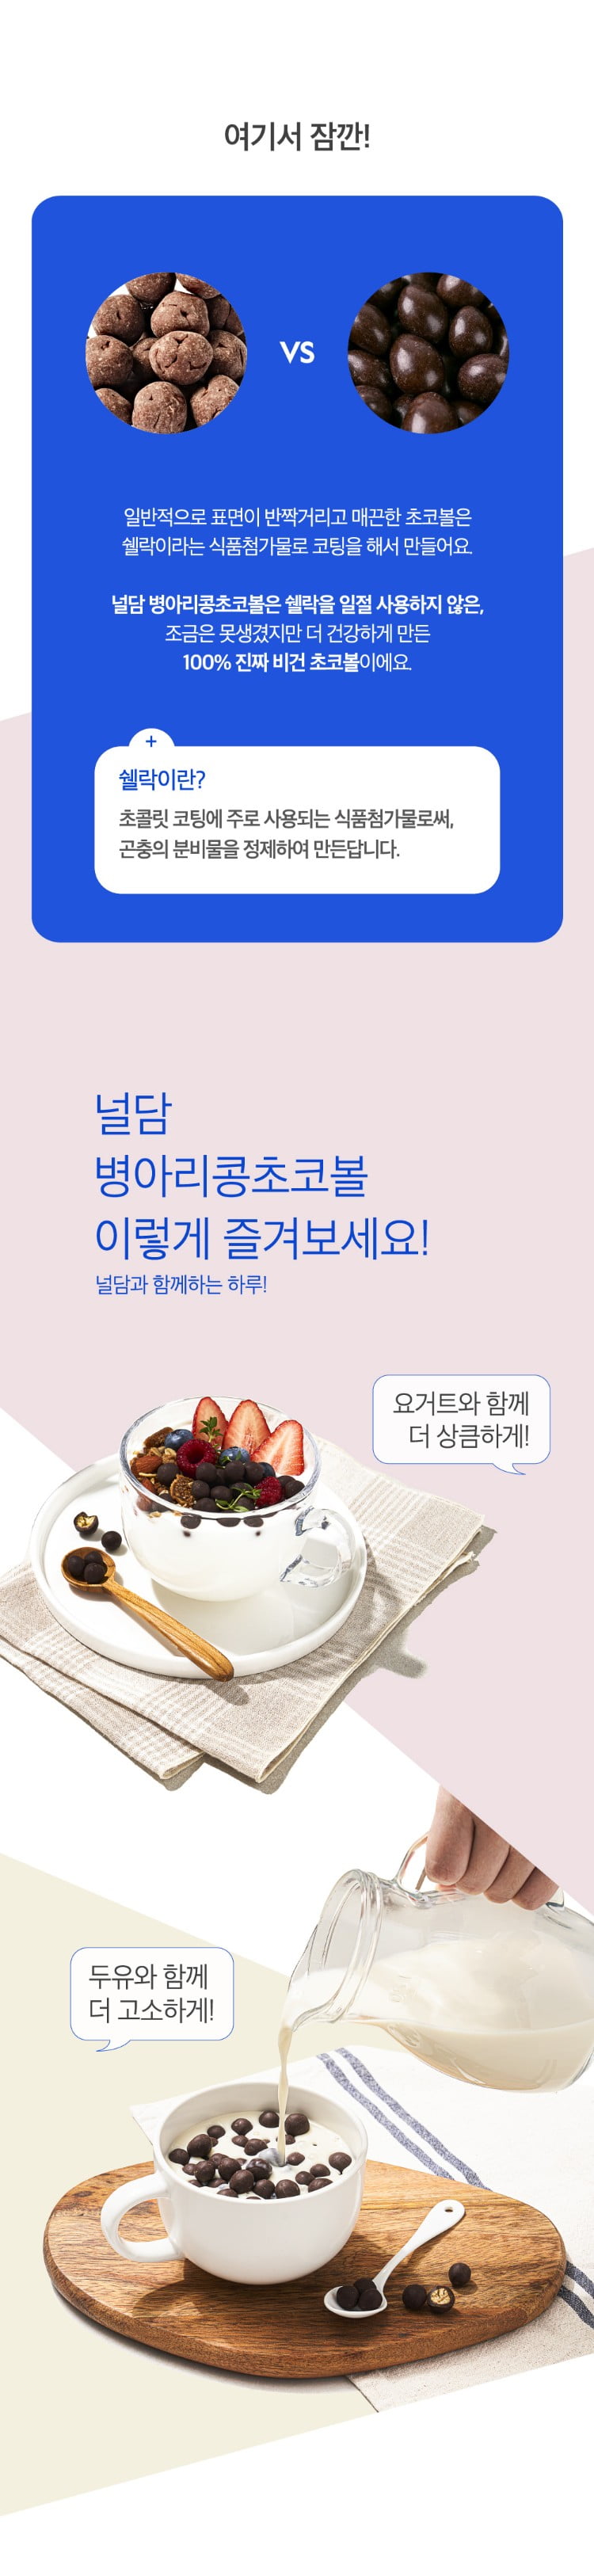 여기서 잠깐!
VS
일반적으로 표면이 반짝거리고 매끈한 초코볼은
쉘락이라는 식품첨가물로 코팅을 해서 만들어요.
널담 병아리콩초코볼은 쉘락을 일절 사용하지 않은,
조금은 못생겼지만 더 건강하게 만든
100% 진짜 비건 초코볼이에요.
+
쉘락이란?
초콜릿 코팅에 주로 사용되는 식품첨가물로써,
곤충의 분비물을 정제하여 만든답니다.
널담
병아리콩초코볼
이렇게 즐겨보세요!
널담과 함께하는 하루!
요거트와 함께
더 상큼하게!
두유와 함께
더 고소하게!